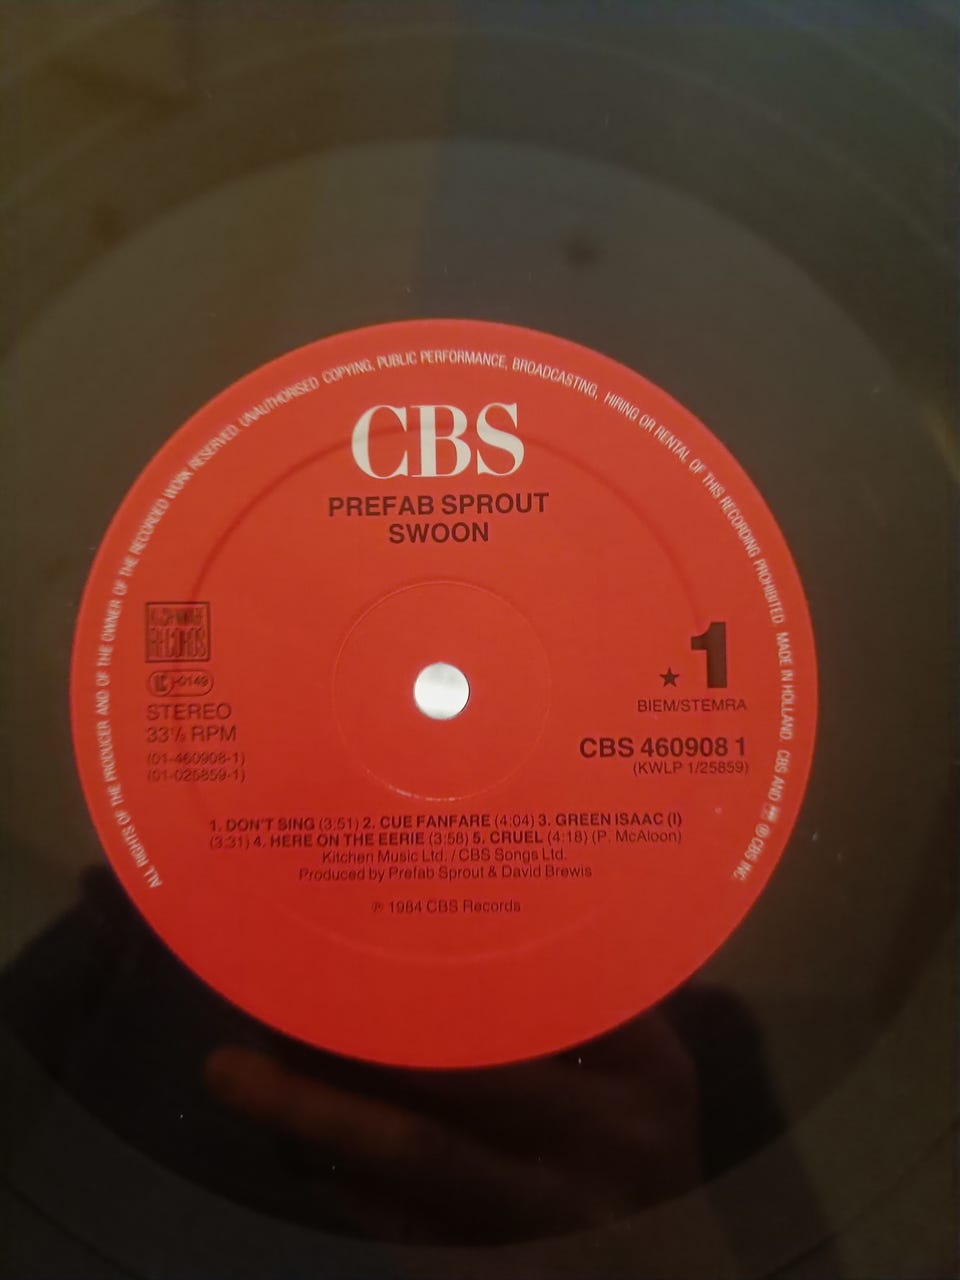 ALL RIGHTS OF THE PRODUCER AND OF THE OWNER OF THE RECORDED WORK RESERVED. UNAUTHORISED COPYING, PUBLIC PERFORMANCE, BROADCASTING, HIRING OR RENTAL OF THIS RECORDING PROHIBITED. MADE IN HOLLAND CBS AND ℗ CBS INC.
CBS
PREFAB SPROUT
SWOON
RECORDS
LC 0149
STEREO
33⅓ RPM
(01-460908-1)
(01-025859-1)
1
★
BIEM/STEMRA
CBS 460908 1
(KWLP 1/25859)
1. DON'T SING (3:51) 2. CUE FANFARE (4:04) 3. GREEN ISAAC (I)
(3:31) 4. HERE ON THE EERIE (3:58) 5. CRUEL (4:18) (P. McAloon)
Kitchen Music Ltd. / CBS Songs Ltd.
Produced by Prefab Sprout & David Brewis
℗ 1984 CBS Records